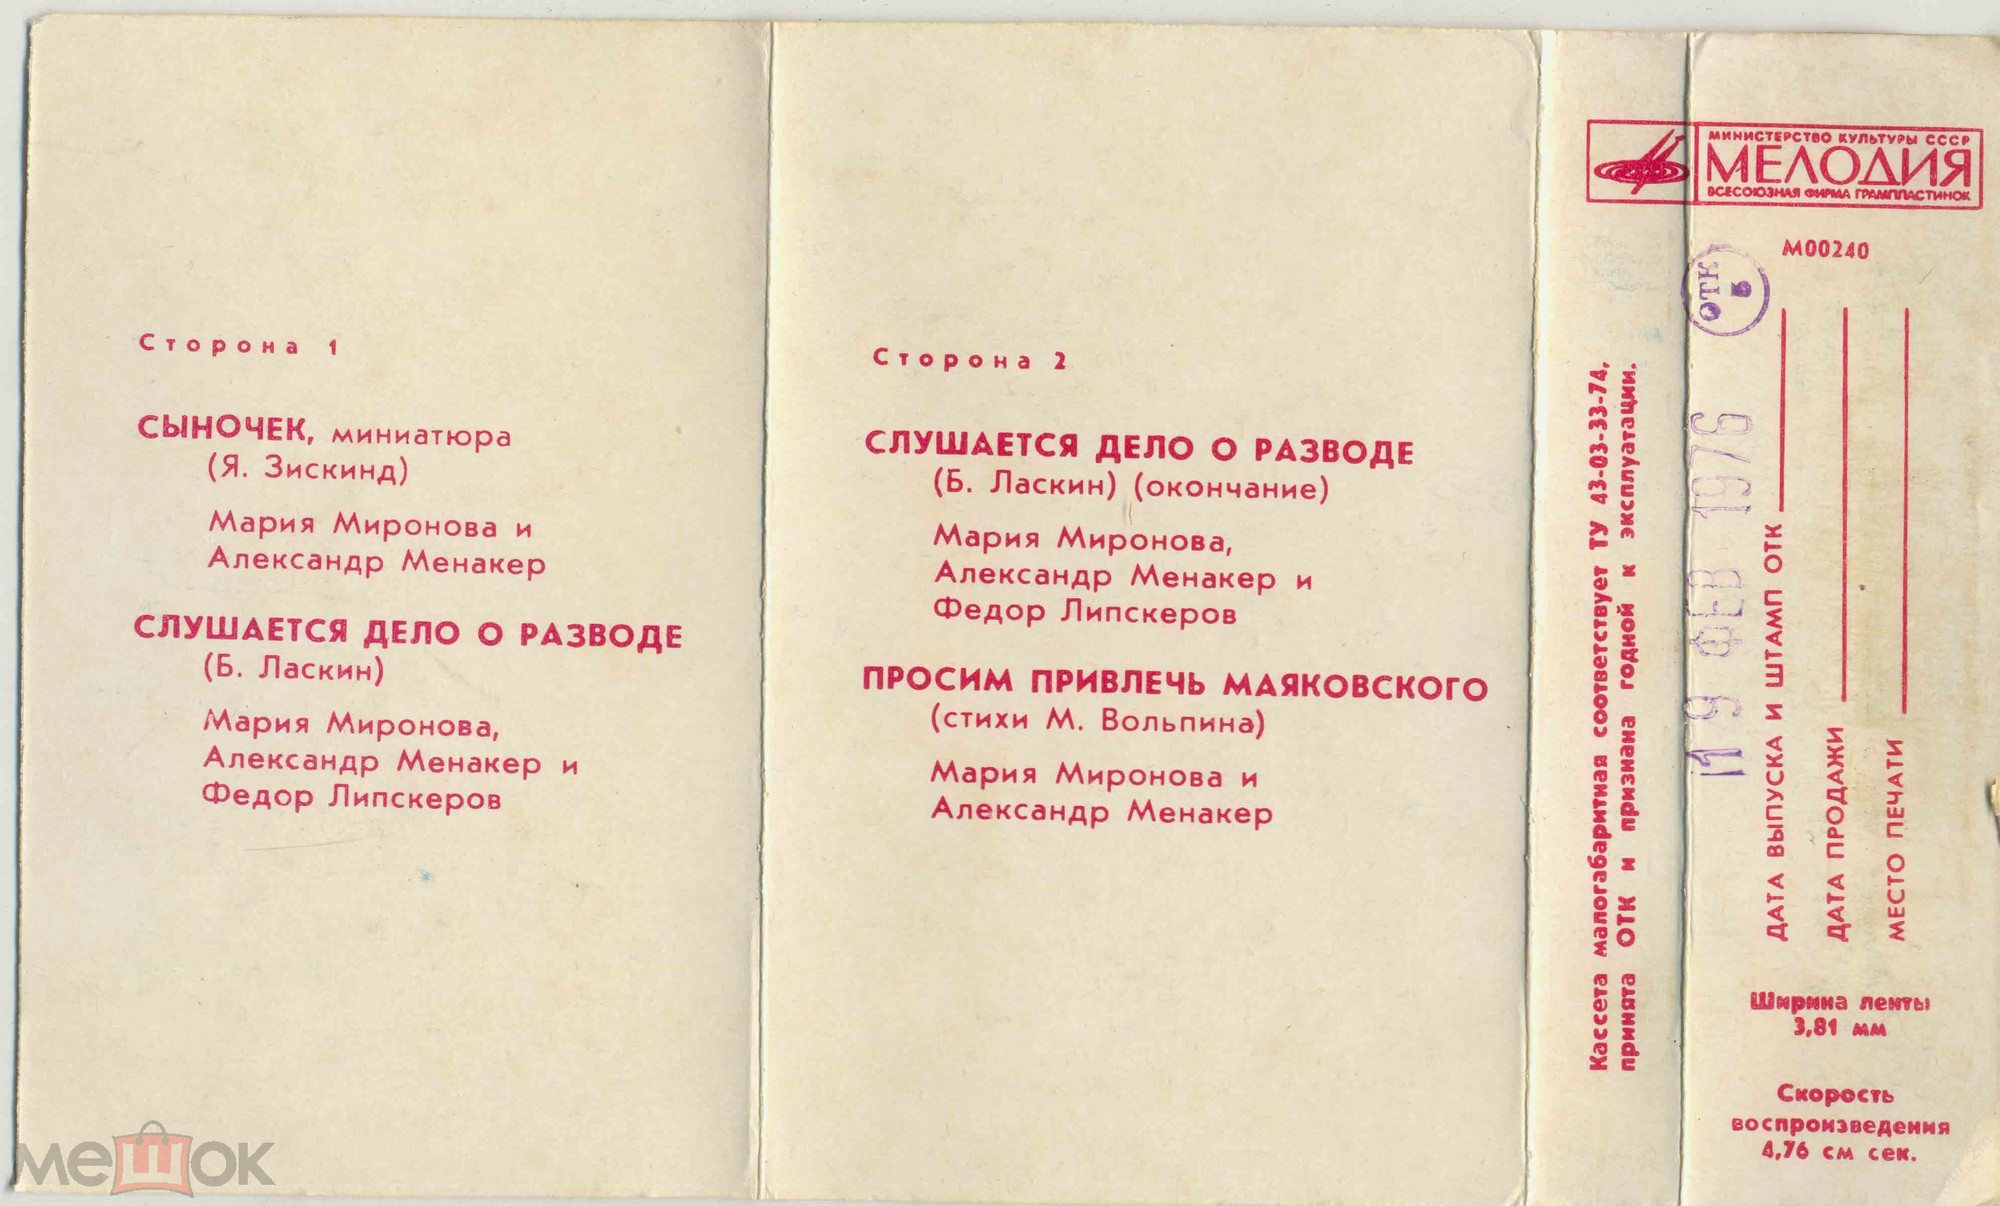 Сторона 1
СЫНОЧЕК, миниатюра
(Я. Зискинд)
Мария Миронова и
Александр Менакер
СЛУШАЕТСЯ ДЕЛО О РАЗВОДЕ
(Б. Ласкин)
Мария Миронова,
Александр Менакер и
Федор Липскеров
Сторона 2
СЛУШАЕТСЯ ДЕЛО О РАЗВОДЕ
(Б. Ласкин) (окончание)
Мария Миронова,
Александр Менакер и
Федор Липскеров
ПРОСИМ ПРИВЛЕЧЬ МАЯКОВСКОГО
(стихи М. Вольпина)
Мария Миронова и
Александр Менакер
Кассета малогабаритная соответствует ТУ 43-03-33-74,
принята ОТК и признана годной к эксплуатации.
МИНИСТЕРСТВО КУЛЬТУРЫ СССР
МЕЛОДИЯ
ВСЕСОЮЗНАЯ ФИРМА ГРАМПЛАСТИНОК
М00240
ОТК
19 ФЕВ 1976
ДАТА ВЫПУСКА И ШТАМП ОТК
ДАТА ПРОДАЖИ
МЕСТО ПЕЧАТИ
Ширина ленты
3,81 мм
Скорость
воспроизведения
4,76 см сек.
мешок